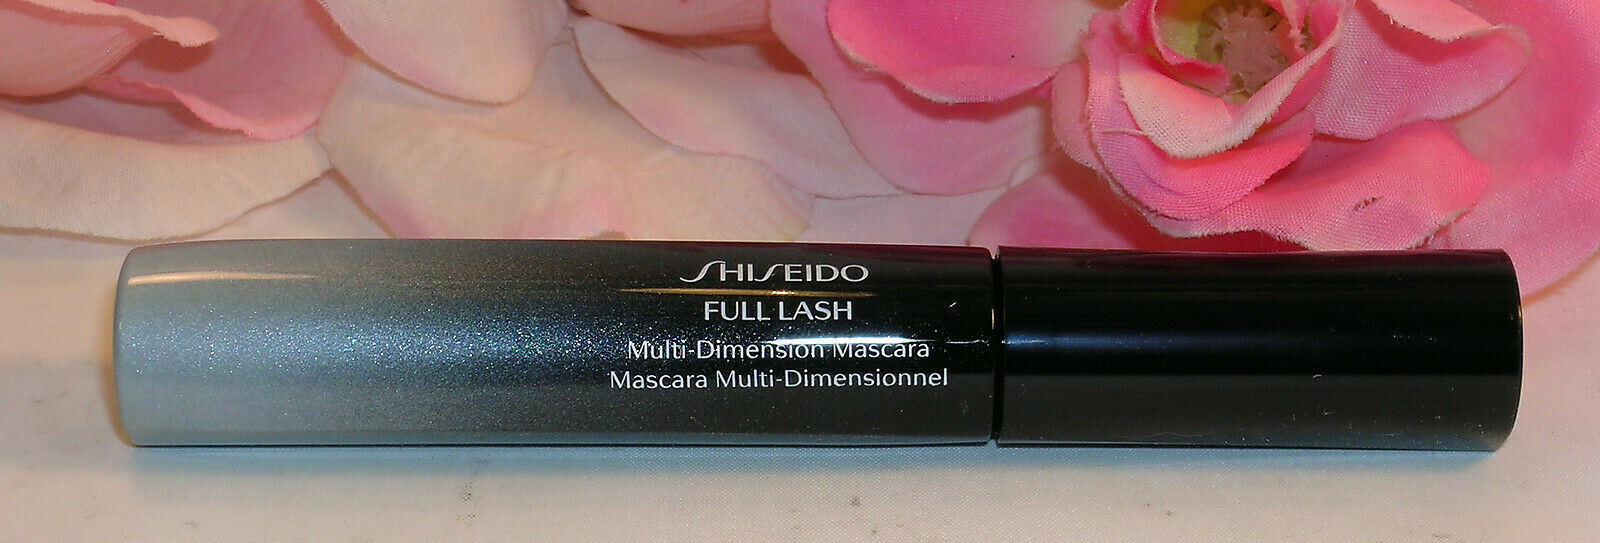 SHISEIDO
FULL LASH
Multi-Dimension Mascara
Mascara Multi-Dimensionnel